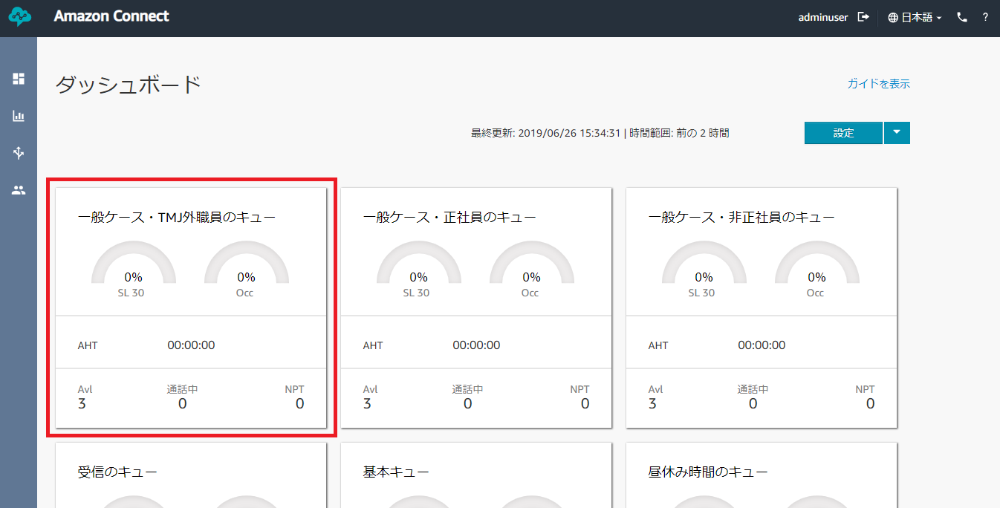 Amazon Connect
adminuser 日本語 ?
ダッシュボード
ガイドを表示
最終更新: 2019/06/26 15:34:31 | 時間範囲: 前の 2 時間
設定
一般ケース・TMJ外職員のキュー
0% 0%
SL 30 Occ
AHT 00:00:00
Avl 通話中 NPT
3 0 0
一般ケース・正社員のキュー
0% 0%
SL 30 Occ
AHT 00:00:00
Avl 通話中 NPT
3 0 0
一般ケース・非正社員のキュー
0% 0%
SL 30 Occ
AHT 00:00:00
Avl 通話中 NPT
3 0 0
受信のキュー
基本キュー
昼休み時間のキュー